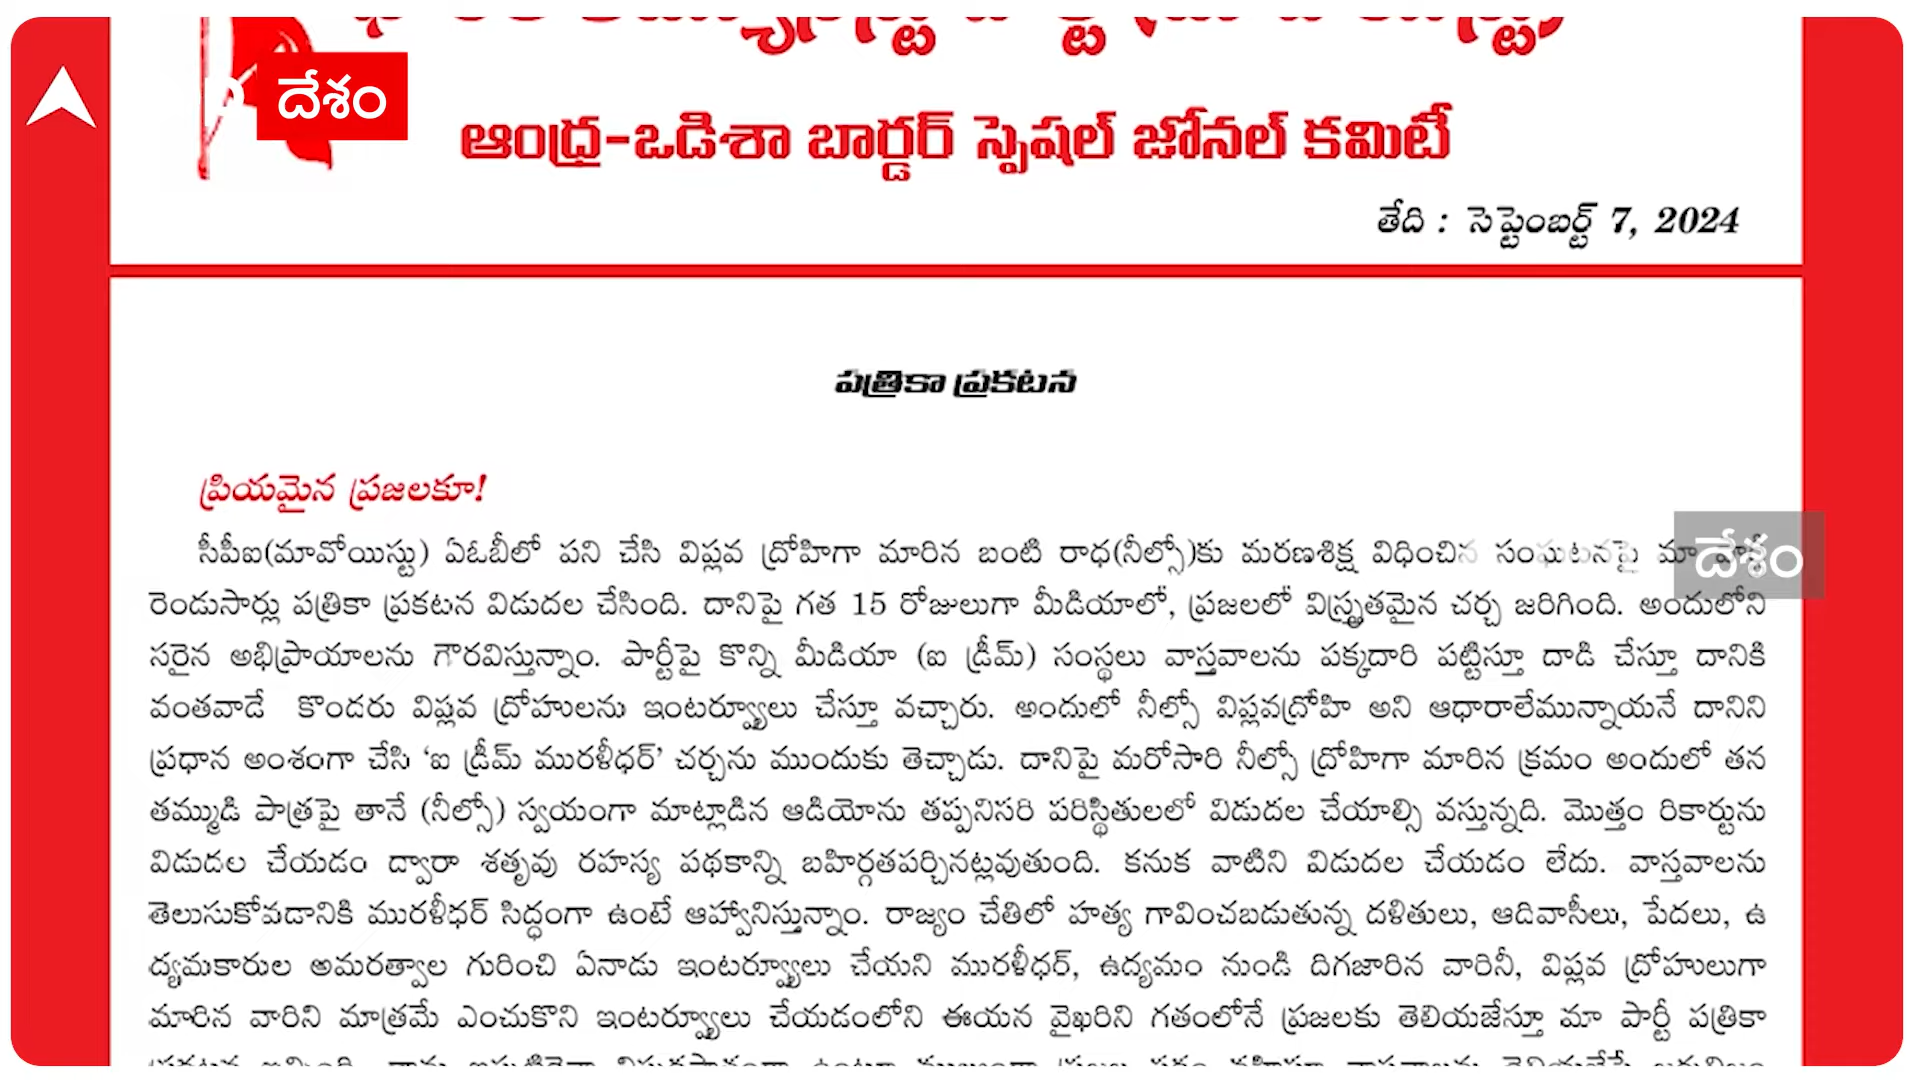 దేశం
ఆంధ్ర-ఒడిశా బార్డర్ స్పెషల్ జోనల్ కమిటీ
తేది : సెప్టెంబర్ట్ 7, 2024
పత్రికా ప్రకటన
ప్రియమైన ప్రజలకూ!
సీపీఐ(మావోయిస్టు) ఏఓబీలో పని చేసి విప్లవ ద్రోహిగా మారిన బంటి రాధ(నీల్సో)కు మరణశిక్ష విధించిన సంఘటనపై మా
దేశం
రెండుసార్లు పత్రికా ప్రకటన విడుదల చేసింది. దానిపై గత 15 రోజులుగా మీడియాలో, ప్రజలలో విస్త్రృతమైన చర్చ జరిగింది. అందులోని
సరైన అభిప్రాయాలను గౌరవిస్తున్నాం. పార్టీపై కొన్ని మీడియా (ఐ డ్రీమ్) సంస్థలు వాస్తవాలను పక్కదారి పట్టిస్తూ దాడి చేస్తూ దానికి
వంతవాడే కొందరు విప్లవ ద్రోహులను ఇంటర్వ్యూలు చేస్తూ వచ్చారు. అందులో నీల్సో విప్లవద్రోహి అని ఆధారాలేమున్నాయనే దానిని
ప్రధాన అంశంగా చేసి ‘ఐ డ్రీమ్ మురళీధర్’ చర్చను ముందుకు తెచ్చాడు. దానిపై మరోసారి నీల్సో ద్రోహిగా మారిన క్రమం అందులో తన
తమ్ముడి పాత్రపై తానే (నీల్సో) స్వయంగా మాట్లాడిన ఆడియోను తప్పనిసరి పరిస్థితులలో విడుదల చేయాల్సి వస్తున్నది. మొత్తం రికార్టును
విడుదల చేయడం ద్వారా శతృవు రహస్య పథకాన్ని బహిర్గతపర్చినట్లవుతుంది. కనుక వాటిని విడుదల చేయడం లేదు. వాస్తవాలను
తెలుసుకోవడానికి మురళీధర్ సిద్ధంగా ఉంటే ఆహ్వానిస్తున్నాం. రాజ్యం చేతిలో హత్య గావించబడుతున్న దళితులు, ఆదివాసీలు, పేదలు, ఉ
ద్యమకారుల అమరత్వాల గురించి ఏనాడు ఇంటర్వ్యూలు చేయని మురళీధర్, ఉద్యమం నుండి దిగజారిన వారినీ, విప్లవ ద్రోహులుగా
మారిన వారిని మాత్రమే ఎంచుకొని ఇంటర్వ్యూలు చేయడంలోని ఈయన వైఖరిని గతంలోనే ప్రజలకు తెలియజేస్తూ మా పార్టీ పత్రికా